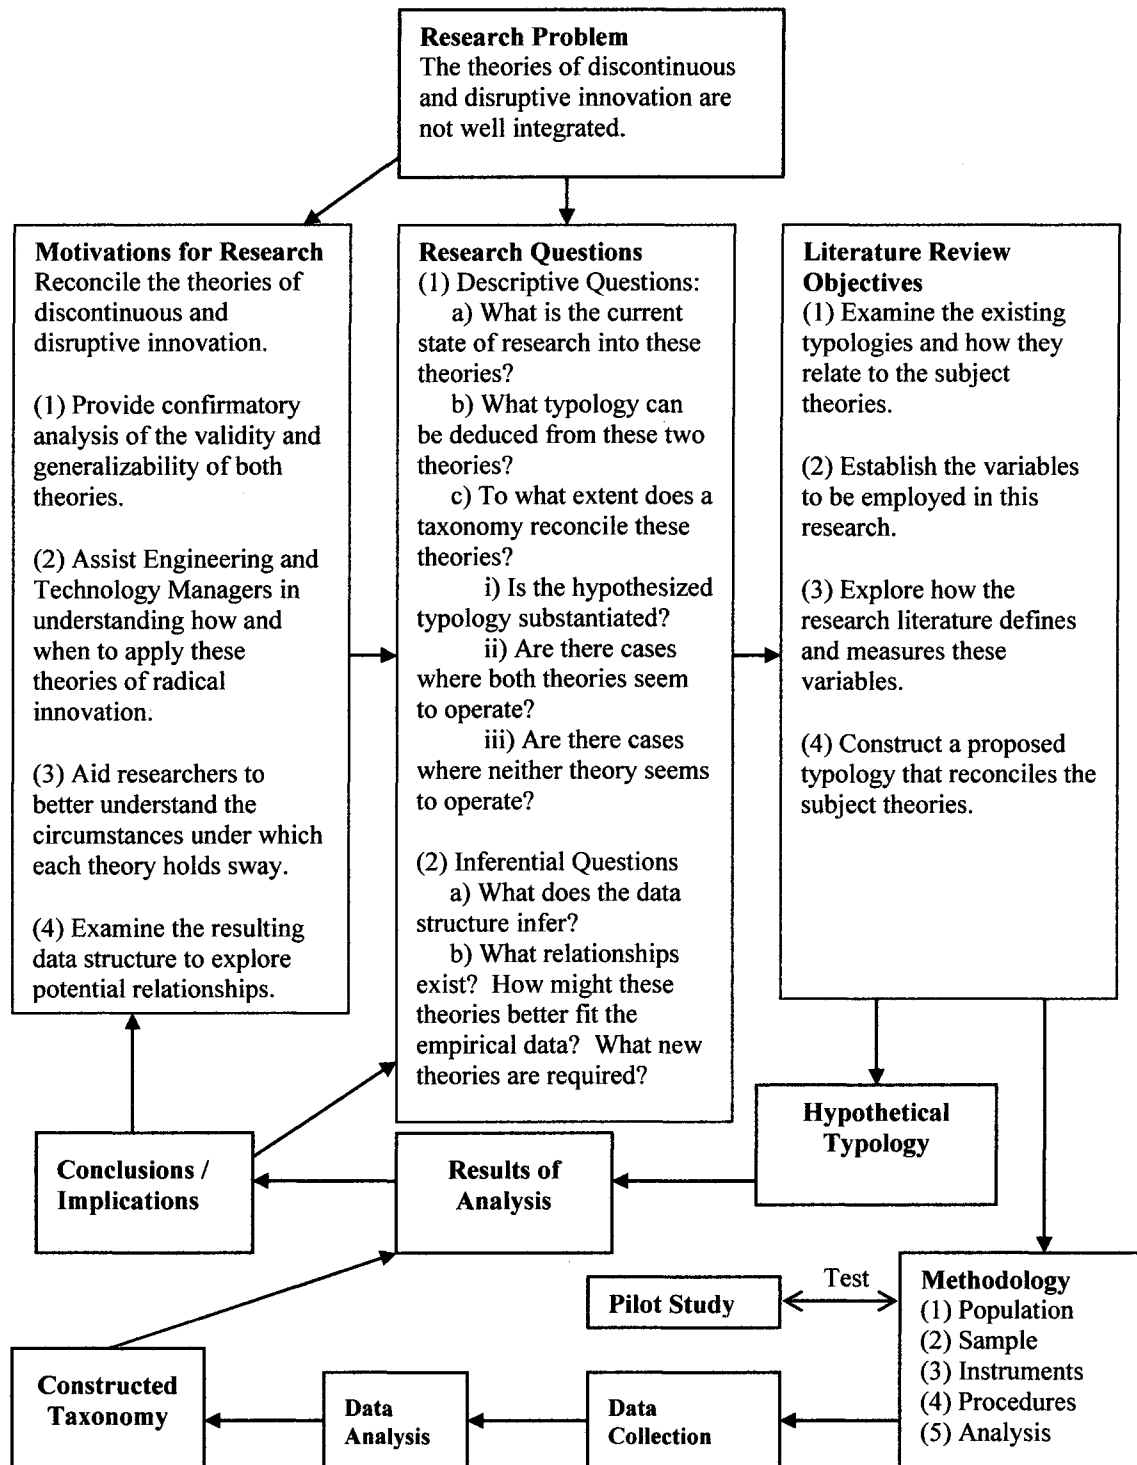 Research Problem
The theories of discontinuous
and disruptive innovation are
not well integrated.
Motivations for Research
Reconcile the theories of
discontinuous and
disruptive innovation.
(1) Provide confirmatory
analysis of the validity and
generalizability of both
theories.
(2) Assist Engineering and
Technology Managers in
understanding how and
when to apply these
theories of radical
innovation.
(3) Aid researchers to
better understand the
circumstances under which
each theory holds sway.
(4) Examine the resulting
data structure to explore
potential relationships.
Research Questions
(1) Descriptive Questions:
a) What is the current
state of research into these
theories?
b) What typology can
be deduced from these two
theories?
c) To what extent does a
taxonomy reconcile these
theories?
i) Is the hypothesized
typology substantiated?
ii) Are there cases
where both theories seem
to operate?
iii) Are there cases
where neither theory seems
to operate?
(2) Inferential Questions
a) What does the data
structure infer?
b) What relationships
exist? How might these
theories better fit the
empirical data? What new
theories are required?
Literature Review
Objectives
(1) Examine the existing
typologies and how they
relate to the subject
theories.
(2) Establish the variables
to be employed in this
research.
(3) Explore how the
research literature defines
and measures these
variables.
(4) Construct a proposed
typology that reconciles the
subject theories.
Hypothetical
Typology
Results of
Analysis
Conclusions /
Implications
Methodology
(1) Population
(2) Sample
(3) Instruments
(4) Procedures
(5) Analysis
Test
Pilot Study
Data
Collection
Data
Analysis
Constructed
Taxonomy